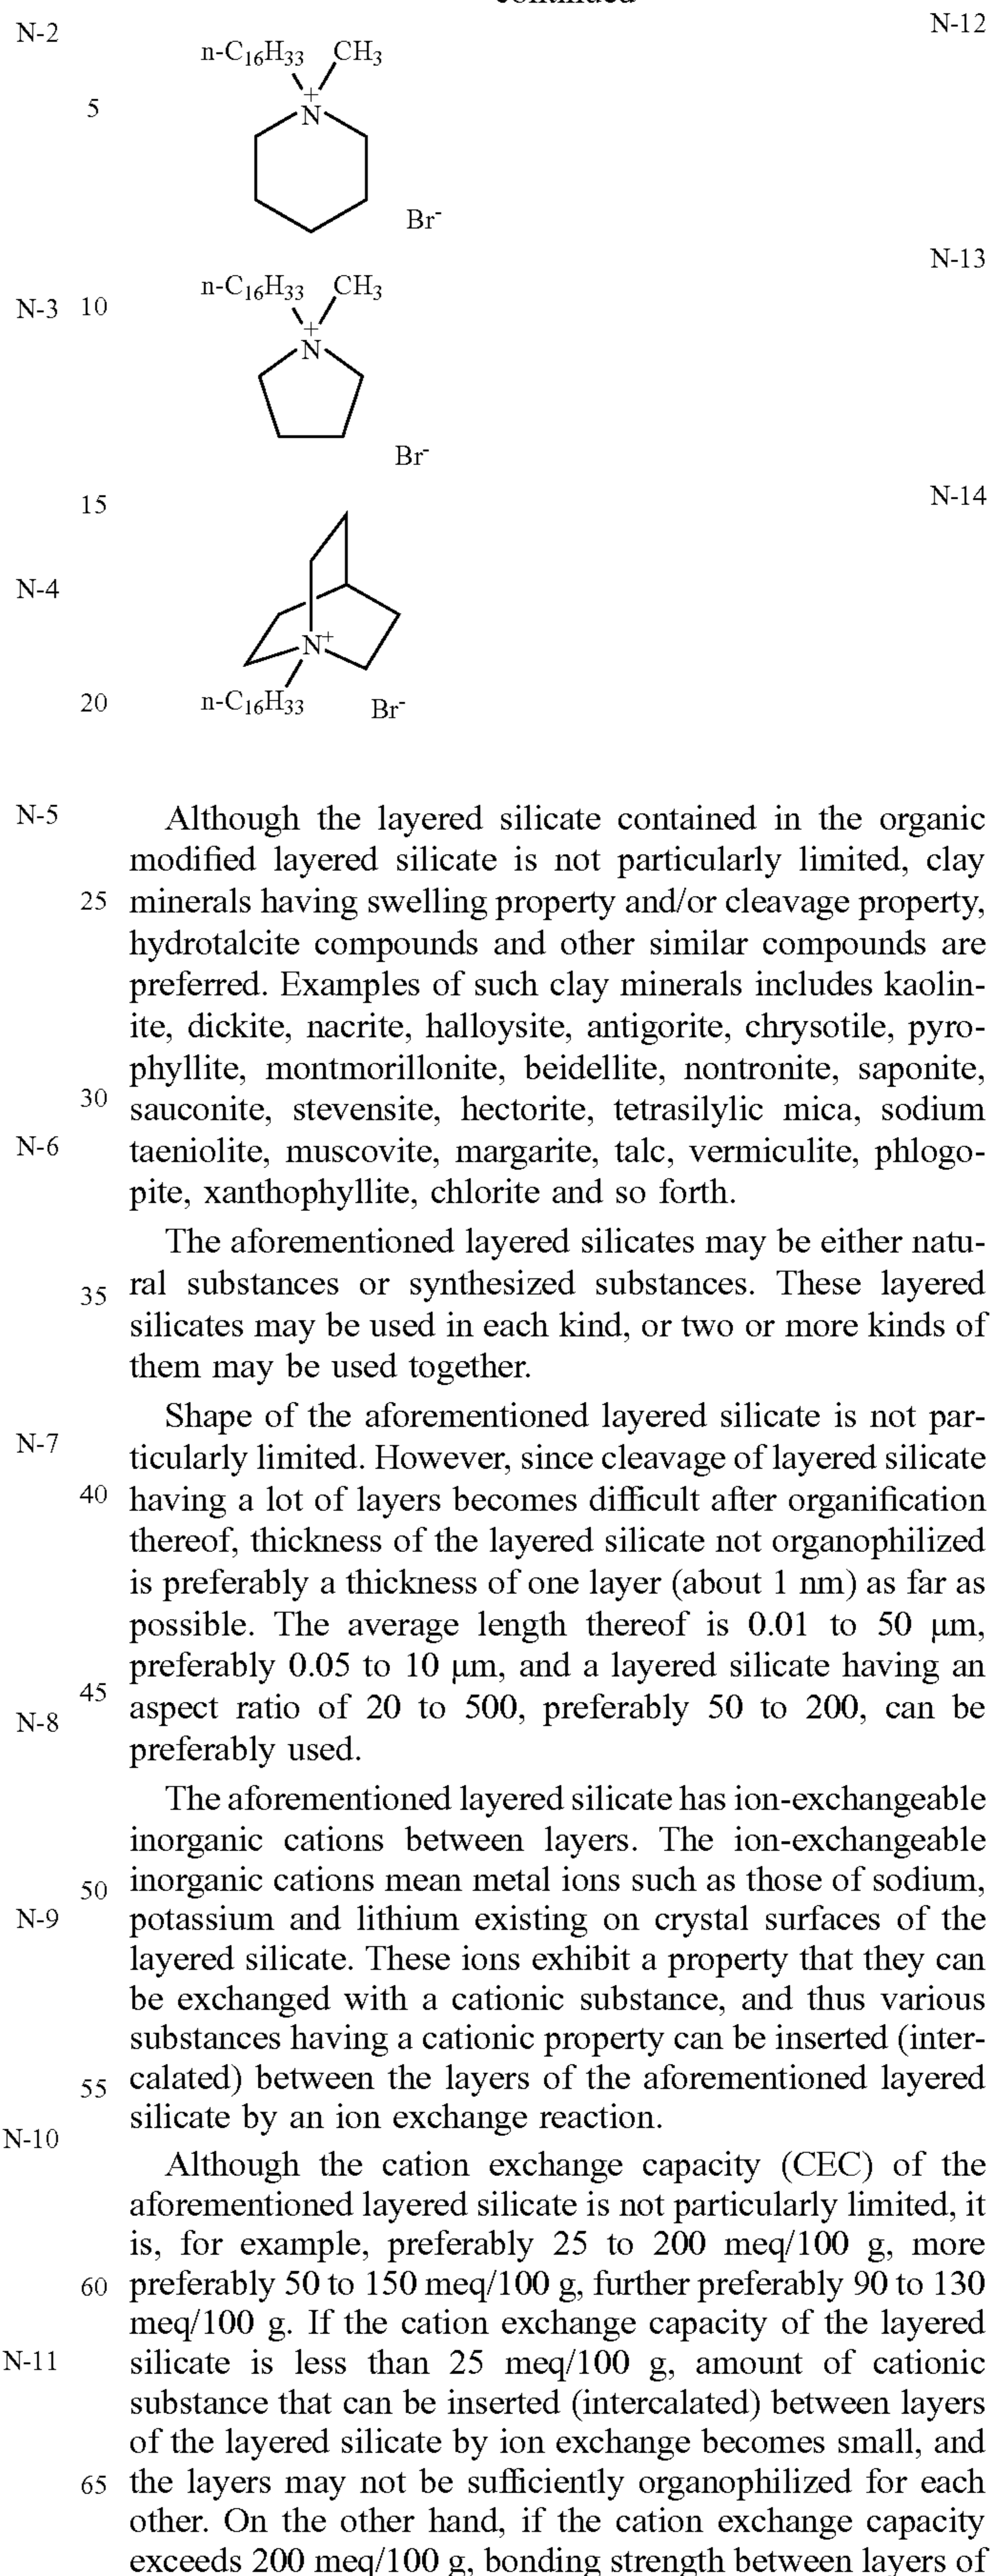 N-2
N-12
n-C16H33 CH3
+
5
N
Br-
N-13
n-C16H33 CH3
N-3 10
+
N
Br-
15
N-14
N-4
N+
20
n-C16H33 Br-
N-5
Although the layered silicate contained in the organic
modified layered silicate is not particularly limited, clay
25 minerals having swelling property and/or cleavage property,
hydrotalcite compounds and other similar compounds are
preferred. Examples of such clay minerals includes kaolin-
ite, dickite, nacrite, halloysite, antigorite, chrysotile, pyro-
phyllite, montmorillonite, beidellite, nontronite, saponite,
30 sauconite, stevensite, hectorite, tetrasilylic mica, sodium
N-6 taeniolite, muscovite, margarite, talc, vermiculite, phlogo-
pite, xanthophyllite, chlorite and so forth.
The aforementioned layered silicates may be either natu-
35 ral substances or synthesized substances. These layered
silicates may be used in each kind, or two or more kinds of
them may be used together.
Shape of the aforementioned layered silicate is not par-
N-7 ticularly limited. However, since cleavage of layered silicate
40 having a lot of layers becomes difficult after organification
thereof, thickness of the layered silicate not organophilized
is preferably a thickness of one layer (about 1 nm) as far as
possible. The average length thereof is 0.01 to 50 μm,
preferably 0.05 to 10 μm, and a layered silicate having an
45 aspect ratio of 20 to 500, preferably 50 to 200, can be
N-8 preferably used.
The aforementioned layered silicate has ion-exchangeable
inorganic cations between layers. The ion-exchangeable
50 inorganic cations mean metal ions such as those of sodium,
N-9 potassium and lithium existing on crystal surfaces of the
layered silicate. These ions exhibit a property that they can
be exchanged with a cationic substance, and thus various
substances having a cationic property can be inserted (inter-
55 calated) between the layers of the aforementioned layered
silicate by an ion exchange reaction.
N-10
Although the cation exchange capacity (CEC) of the
aforementioned layered silicate is not particularly limited, it
is, for example, preferably 25 to 200 meq/100 g, more
60 preferably 50 to 150 meq/100 g, further preferably 90 to 130
meq/100 g. If the cation exchange capacity of the layered
N-11 silicate is less than 25 meq/100 g, amount of cationic
substance that can be inserted (intercalated) between layers
of the layered silicate by ion exchange becomes small, and
65 the layers may not be sufficiently organophilized for each
other. On the other hand, if the cation exchange capacity
exceeds 200 meq/100 g, bonding strength between layers of